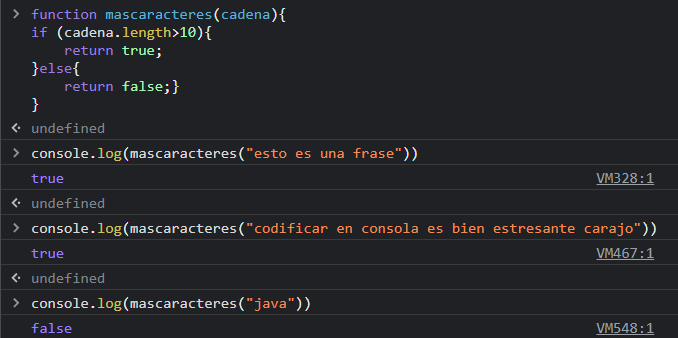 function mascaracteres(cadena){
if (cadena.length>10){
    return true;
}else{
    return false;}
}
undefined
console.log(mascaracteres("esto es una frase"))
true VM328:1
undefined
console.log(mascaracteres("codificar en consola es bien estresante carajo"))
true VM467:1
undefined
console.log(mascaracteres("java"))
false VM548:1